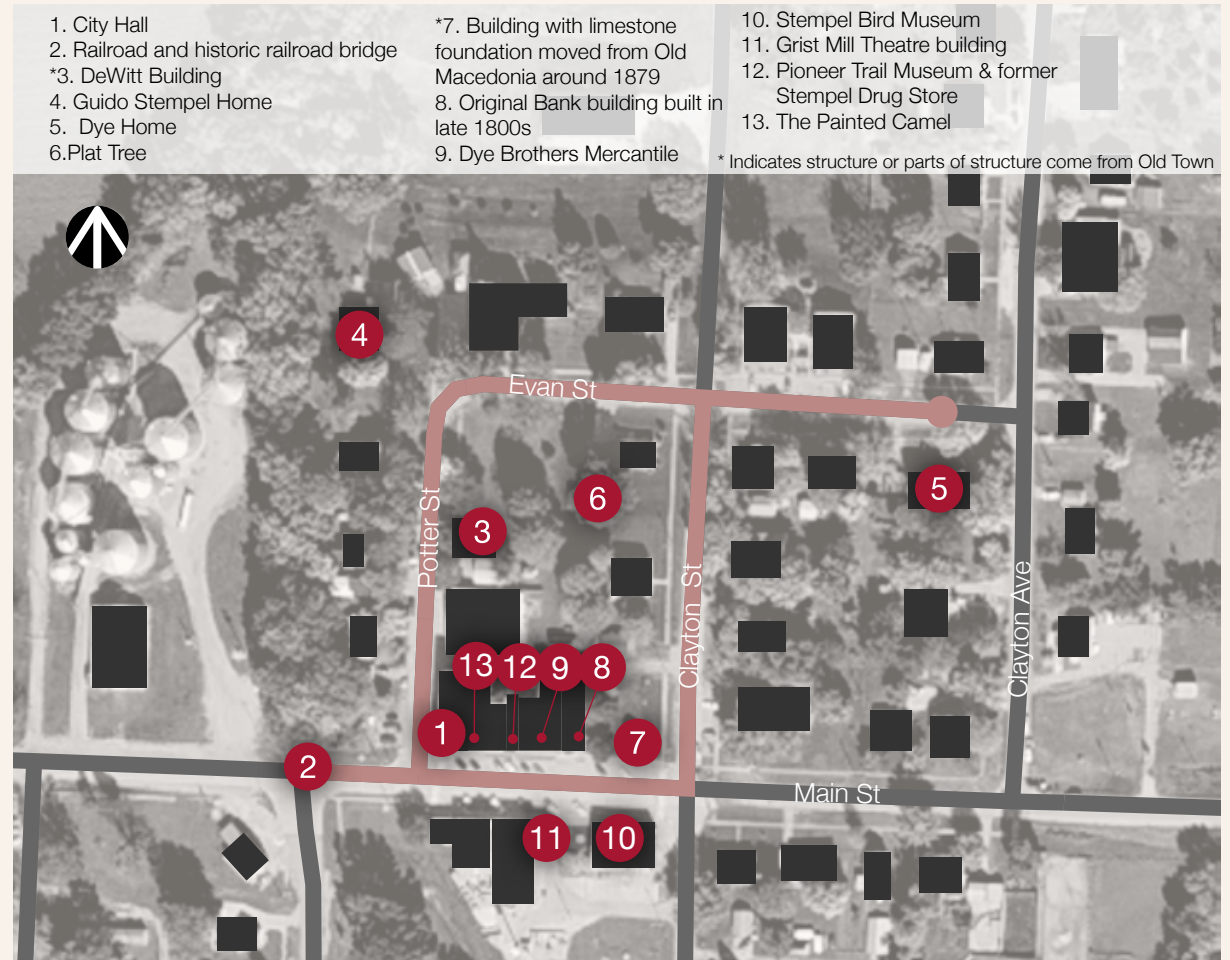 1. City Hall
2. Railroad and historic railroad bridge
*3. DeWitt Building
4. Guido Stempel Home
5. Dye Home
6.Plat Tree
*7. Building with limestone
foundation moved from Old
Macedonia around 1879
8. Original Bank building built in
late 1800s
9. Dye Brothers Mercantile
10. Stempel Bird Museum
11. Grist Mill Theatre building
12. Pioneer Trail Museum & former
Stempel Drug Store
13. The Painted Camel
* Indicates structure or parts of structure come from Old Town
4
Evan St
6
5
3
Potter St
Clayton St
Clayton Ave
13
12
9
8
1
7
2
Main St
11
10